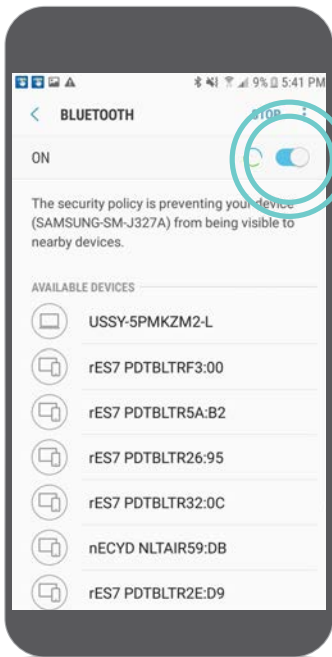 9% 5:41 PM
BLUETOOTH STOP
ON
The security policy is preventing your device
(SAMSUNG-SM-J327A) from being visible to
nearby devices.
AVAILABLE DEVICES
USSY-5PMKZM2-L
rES7 PDTBLTRF3:00
rES7 PDTBLTR5A:B2
rES7 PDTBLTR26:95
rES7 PDTBLTR32:0C
nECYD NLTAIR59:DB
rES7 PDTBLTR2E:D9